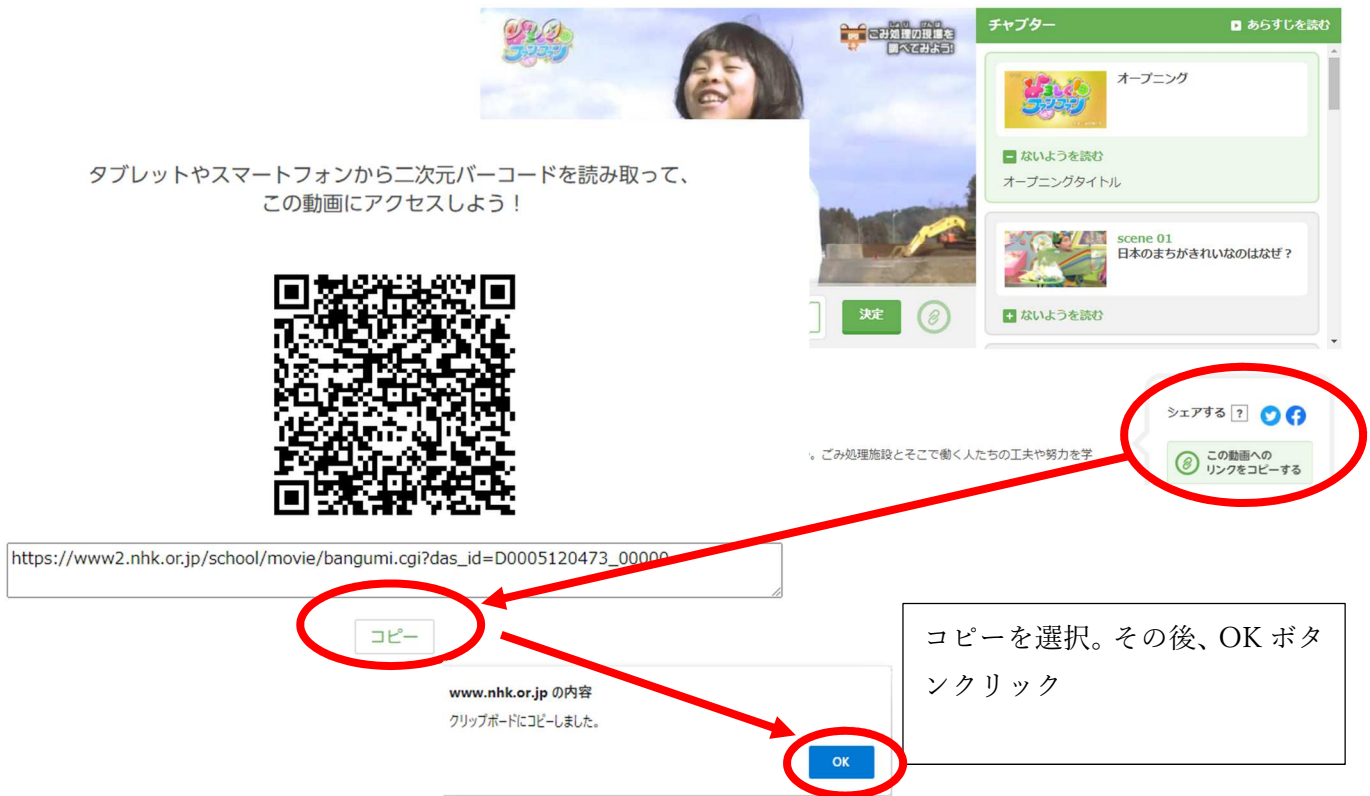 ごみ処理の現場を
調べてみよう!
チャプター
あらすじを読む
よろしく!
ファンファン
オープニング
ないようを読む
オープニングタイトル
scene 01
日本のまちがきれいなのはなぜ?
ないようを読む
決定
タブレットやスマートフォンから二次元バーコードを読み取って、
この動画にアクセスしよう!
シェアする ?
この動画への
リンクをコピーする
。ごみ処理施設とそこで働く人たちの工夫や努力を学
https://www2.nhk.or.jp/school/movie/bangumi.cgi?das_id=D0005120473_00000
コピー
コピーを選択。その後、OK ボタ
ンクリック
www.nhk.or.jp の内容
クリップボードにコピーしました。
OK